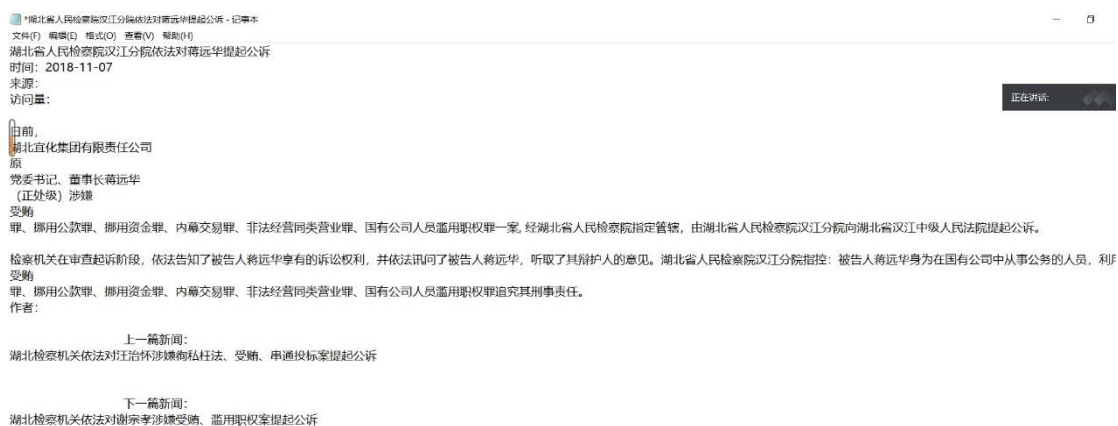 *湖北省人民检察院汉江分院依法对蒋远华提起公诉 - 记事本
文件(F) 编辑(E) 格式(O) 查看(V) 帮助(H)
湖北省人民检察院汉江分院依法对蒋远华提起公诉
时间：2018-11-07
来源：
访问量：
正在讲话:
日前，
湖北宜化集团有限责任公司
原
党委书记、董事长蒋远华
（正处级）涉嫌
受贿
罪、挪用公款罪、挪用资金罪、内幕交易罪、非法经营同类营业罪、国有公司人员滥用职权罪一案, 经湖北省人民检察院指定管辖，由湖北省人民检察院汉江分院向湖北省汉江中级人民法院提起公诉。
检察机关在审查起诉阶段，依法告知了被告人蒋远华享有的诉讼权利，并依法讯问了被告人蒋远华，听取了其辩护人的意见。湖北省人民检察院汉江分院指控：被告人蒋远华身为在国有公司中从事公务的人员，利用
受贿
罪、挪用公款罪、挪用资金罪、内幕交易罪、非法经营同类营业罪、国有公司人员滥用职权罪追究其刑事责任。
作者：
上一篇新闻：
湖北检察机关依法对汪治怀涉嫌徇私枉法、受贿、串通投标案提起公诉
下一篇新闻：
湖北检察机关依法对谢宗孝涉嫌受贿、滥用职权案提起公诉